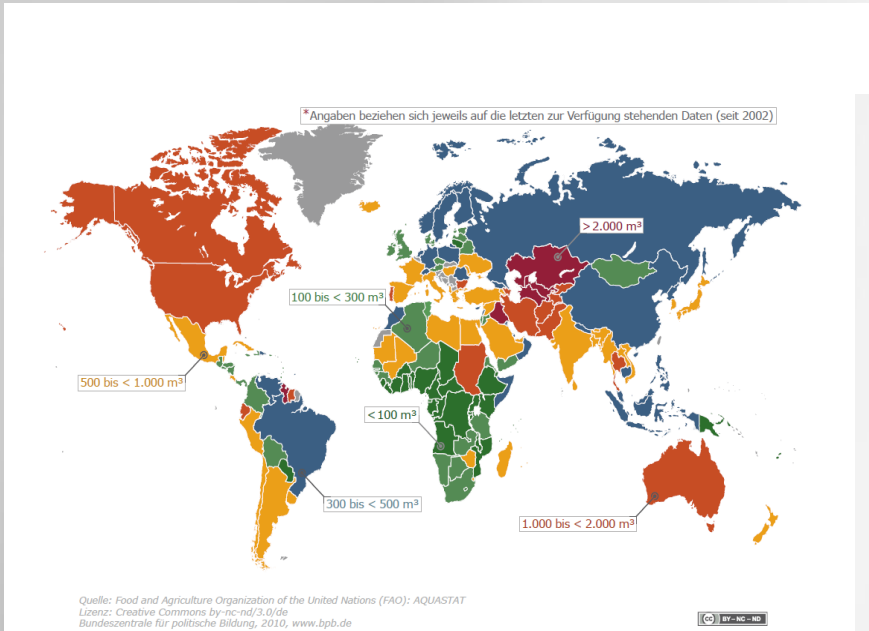 *Angaben beziehen sich jeweils auf die letzten zur Verfügung stehenden Daten (seit 2002)
>2.000 m³
100 bis < 300 m³
500 bis < 1.000 m³
<100 m³
300 bis < 500 m³
1.000 bis < 2.000 m³
Quelle: Food and Agriculture Organization of the United Nations (FAO): AQUASTAT
Lizenz: Creative Commons by-nc-nd/3.0/de
Bundeszentrale für politische Bildung, 2010, www.bpb.de
cc BY-NC-ND